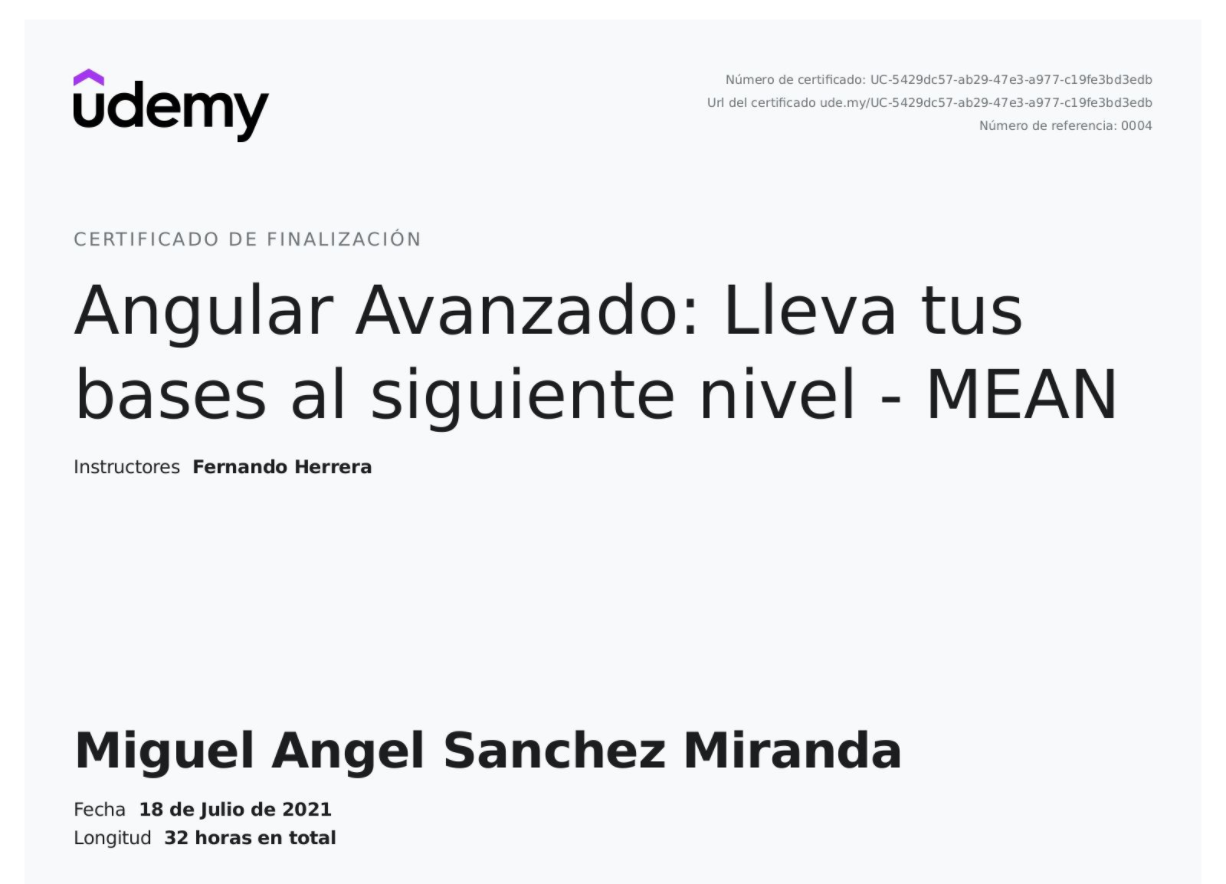 udemy
Número de certificado: UC-5429dc57-ab29-47e3-a977-c19fe3bd3edb
Url del certificado ude.my/UC-5429dc57-ab29-47e3-a977-c19fe3bd3edb
Número de referencia: 0004
CERTIFICADO DE FINALIZACIÓN
Angular Avanzado: Lleva tus
bases al siguiente nivel - MEAN
Instructores Fernando Herrera
Miguel Angel Sanchez Miranda
Fecha 18 de Julio de 2021
Longitud 32 horas en total